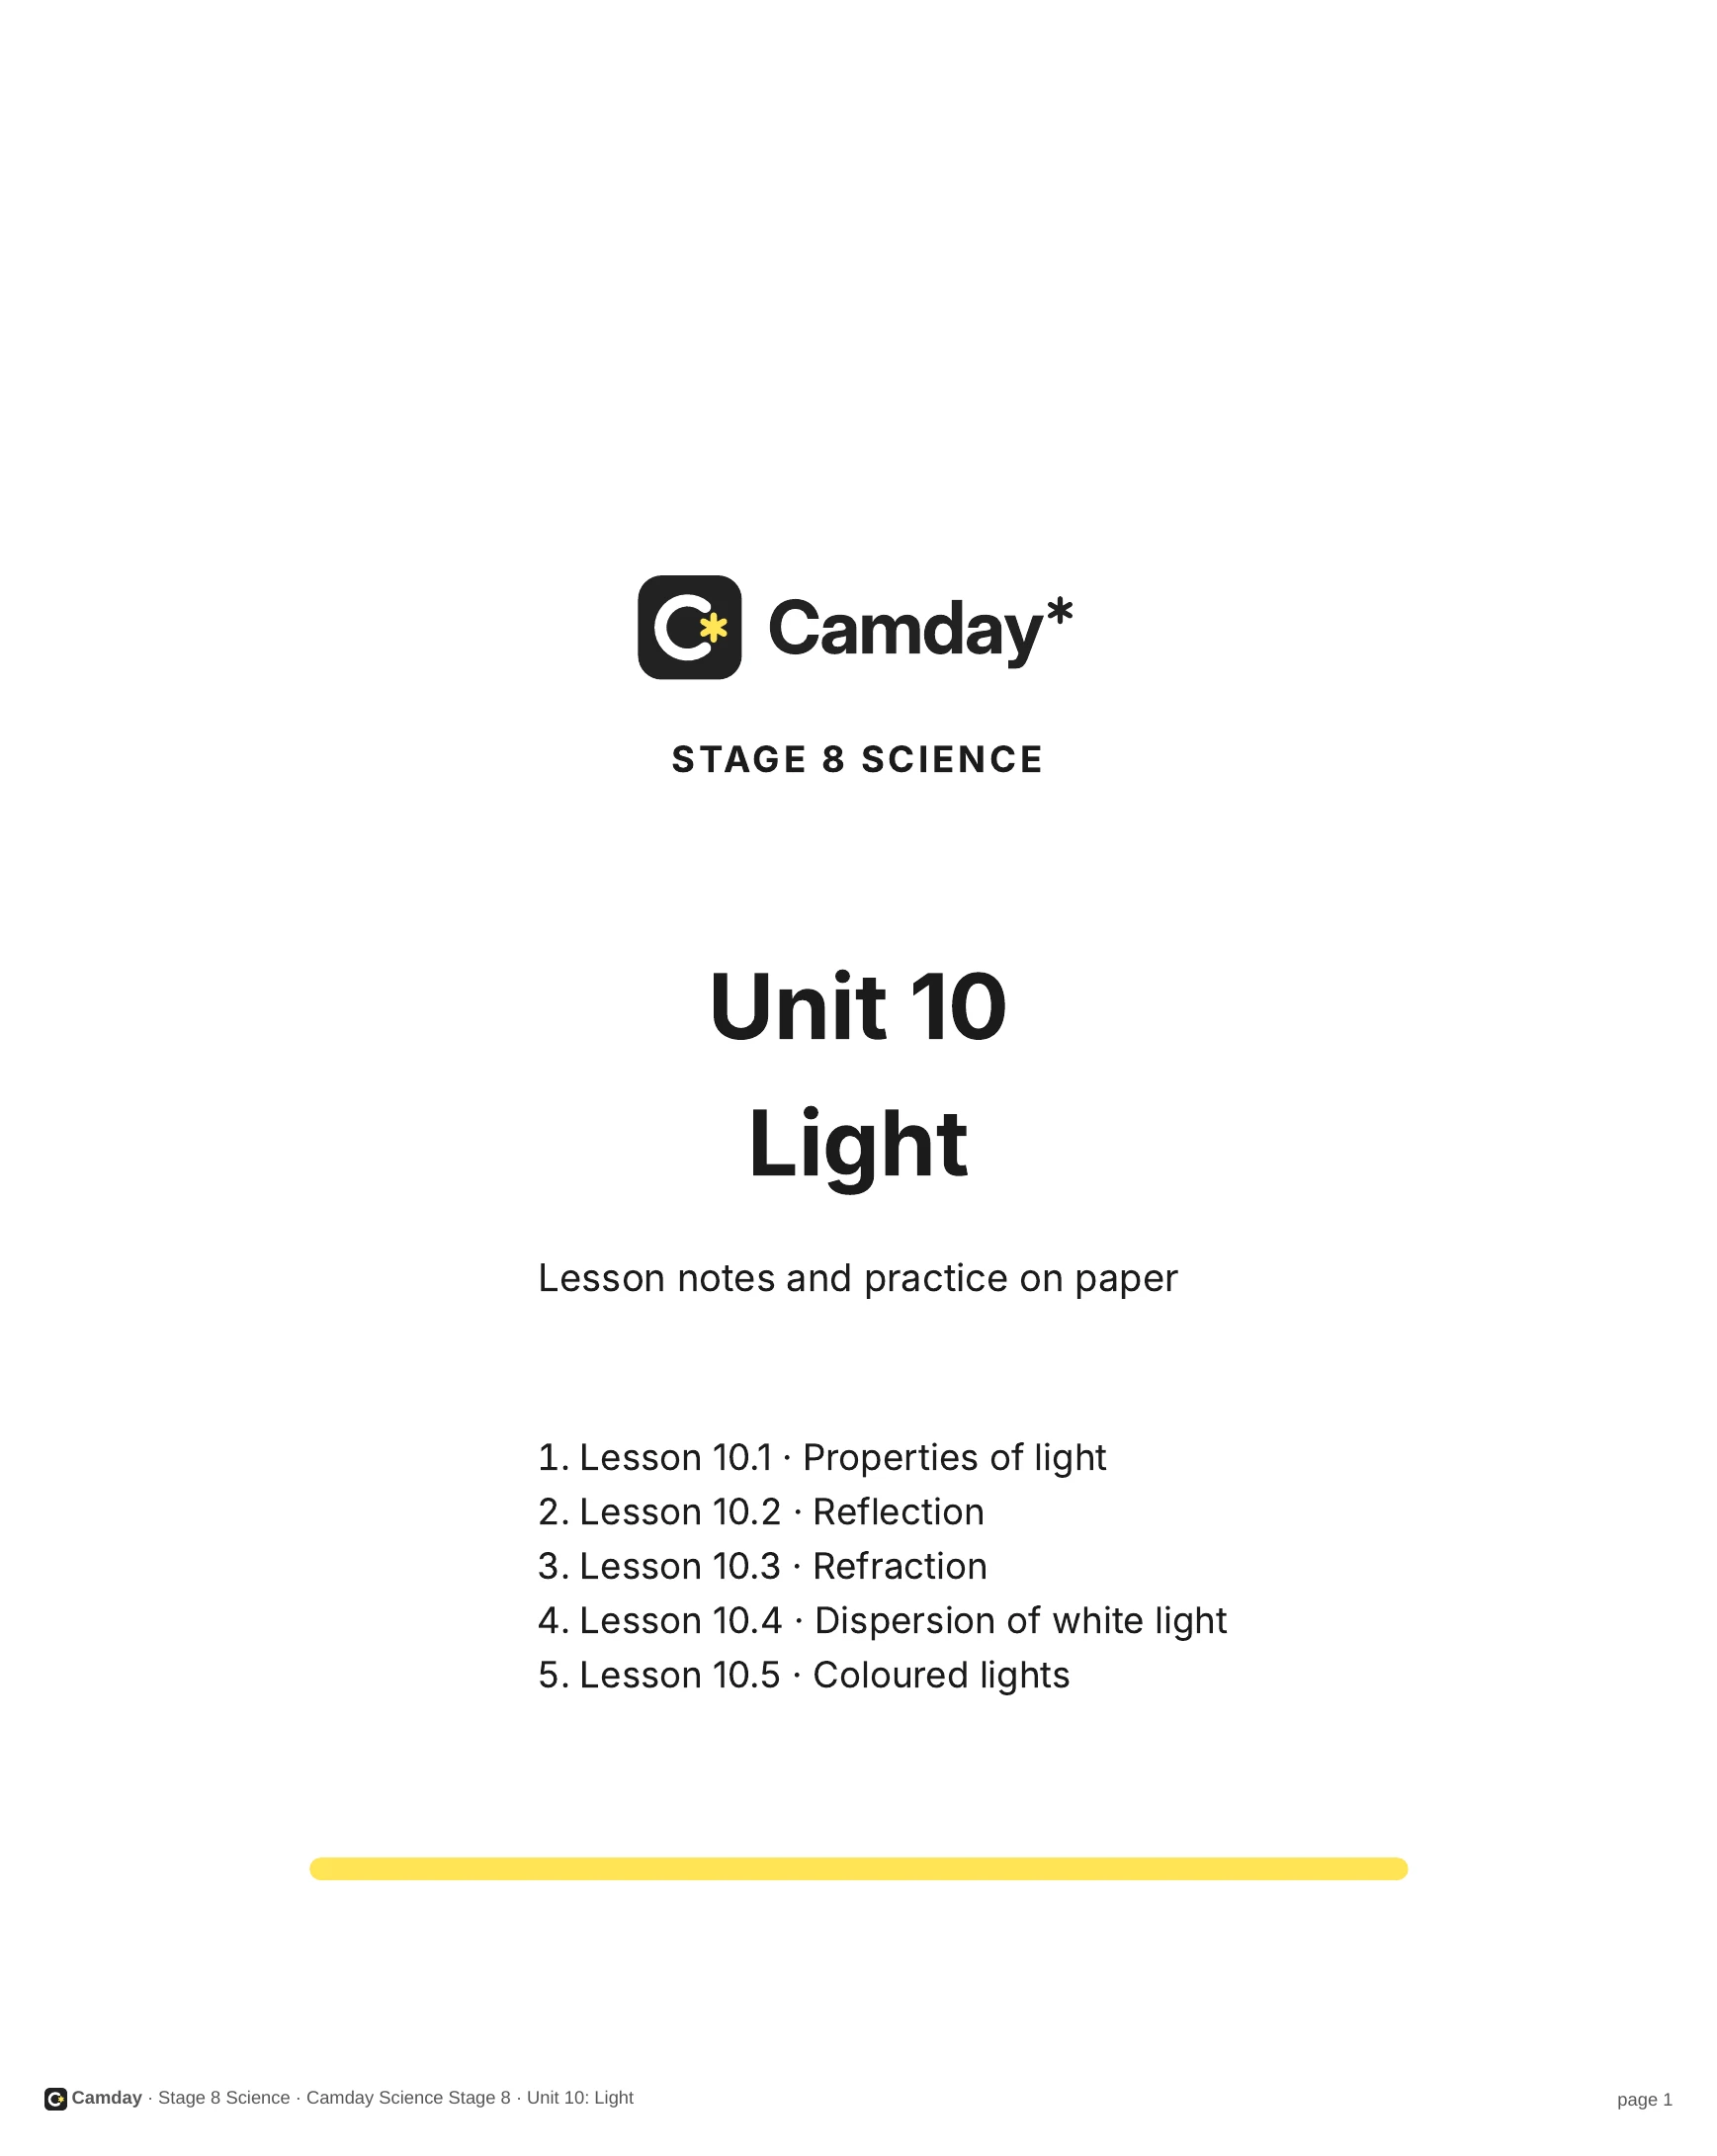 Camday*
STAGE 8 SCIENCE
Unit 10
Light
Lesson notes and practice on paper
1. Lesson 10.1 · Properties of light
2. Lesson 10.2 · Reflection
3. Lesson 10.3 · Refraction
4. Lesson 10.4 · Dispersion of white light
5. Lesson 10.5 · Coloured lights
Camday · Stage 8 Science · Camday Science Stage 8 · Unit 10: Light
page 1